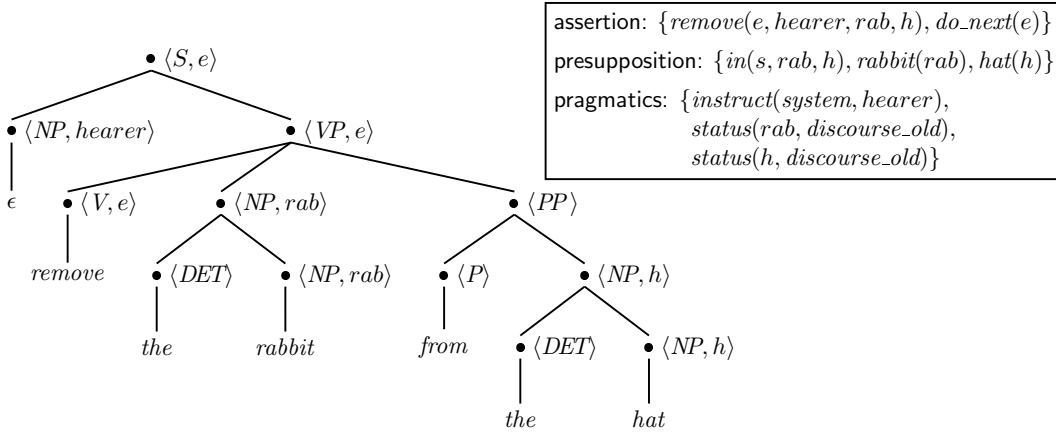 assertion: {remove(e, hearer, rab, h), do_next(e)}
presupposition: {in(s, rab, h), rabbit(rab), hat(h)}
pragmatics: {instruct(system, hearer),
status(rab, discourse_old),
status(h, discourse_old)}
• ⟨S, e⟩
• ⟨NP, hearer⟩ • ⟨VP, e⟩
ϵ • ⟨V, e⟩ • ⟨NP, rab⟩ • ⟨PP⟩
remove • ⟨DET⟩ • ⟨NP, rab⟩ • ⟨P⟩ • ⟨NP, h⟩
the rabbit from • ⟨DET⟩ • ⟨NP, h⟩
the hat